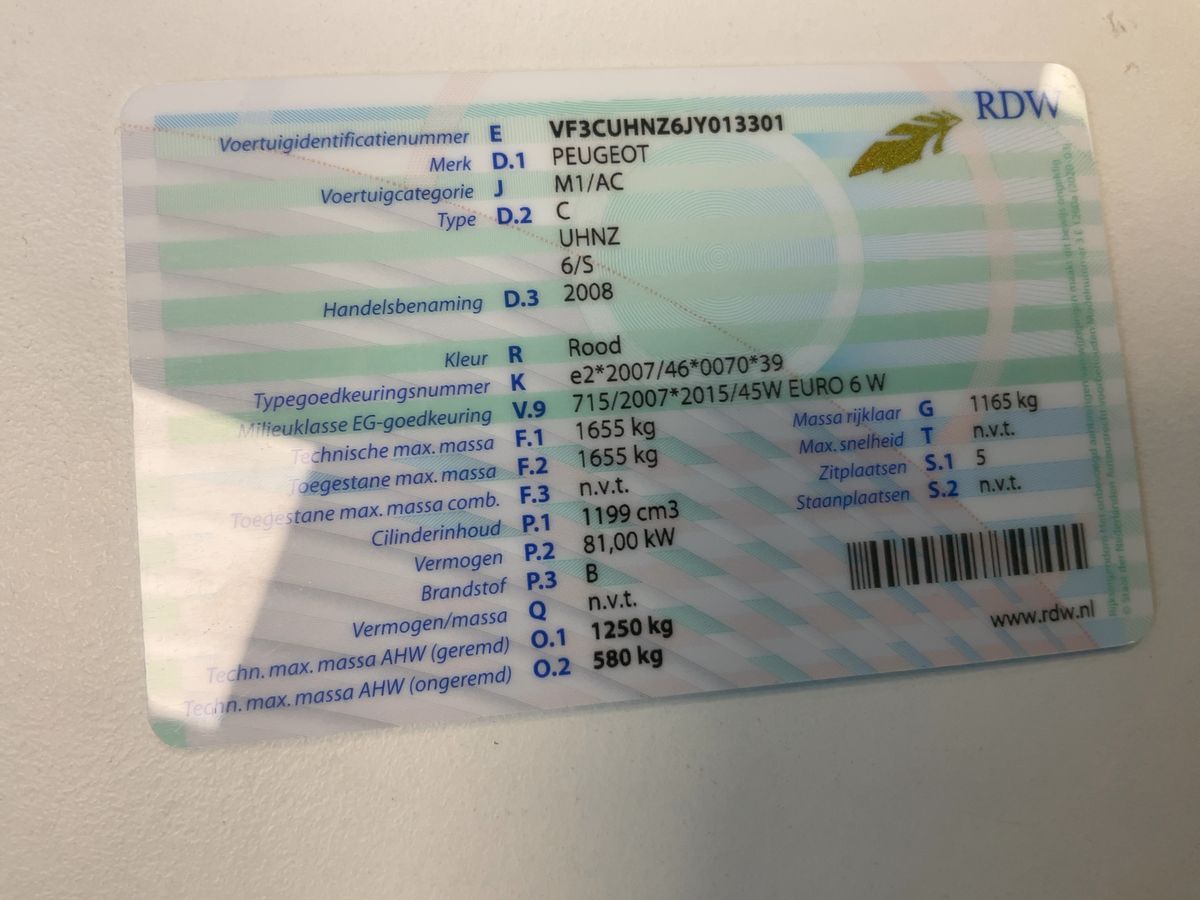 RDW
Voertuigidentificatienummer E VF3CUHNZ6JY013301
Merk D.1 PEUGEOT
Voertuigcategorie J M1/AC
Type D.2 C
UHNZ
6/S
Handelsbenaming D.3 2008
Kleur R Rood
Typegoedkeuringsnummer K e2*2007/46*0070*39
Milieuklasse EG-goedkeuring V.9 715/2007*2015/45W EURO 6 W
Technische max. massa F.1 1655 kg Massa rijklaar G 1165 kg
Toegestane max. massa F.2 1655 kg Max. snelheid T n.v.t.
Toegestane max. massa comb. F.3 n.v.t. Zitplaatsen S.1 5
Cilinderinhoud P.1 1199 cm3 Staanplaatsen S.2 n.v.t.
Vermogen P.2 81,00 kW
Brandstof P.3 B
Vermogen/massa Q n.v.t.
Techn. max. massa AHW (geremd) O.1 1250 kg
Techn. max. massa AHW (ongeremd) O.2 580 kg
www.rdw.nl